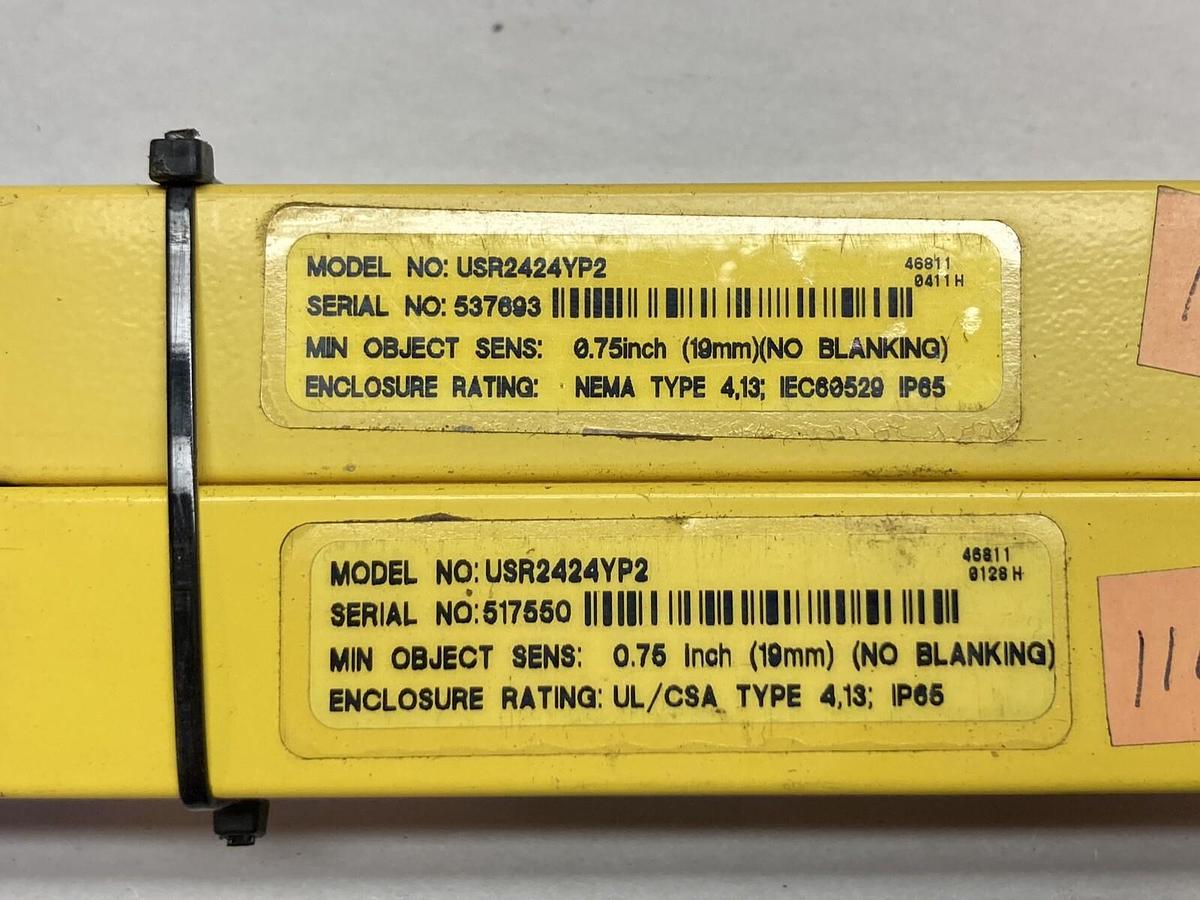 MODEL NO: USR2424YP2
46811
0411 H
SERIAL NO: 537693
MIN OBJECT SENS: 0.75inch (19mm)(NO BLANKING)
ENCLOSURE RATING: NEMA TYPE 4,13; IEC60529 IP65
MODEL NO: USR2424YP2
46811
0128 H
SERIAL NO: 517550
MIN OBJECT SENS: 0.75 Inch (19mm) (NO BLANKING)
ENCLOSURE RATING: UL/CSA TYPE 4,13; IP65